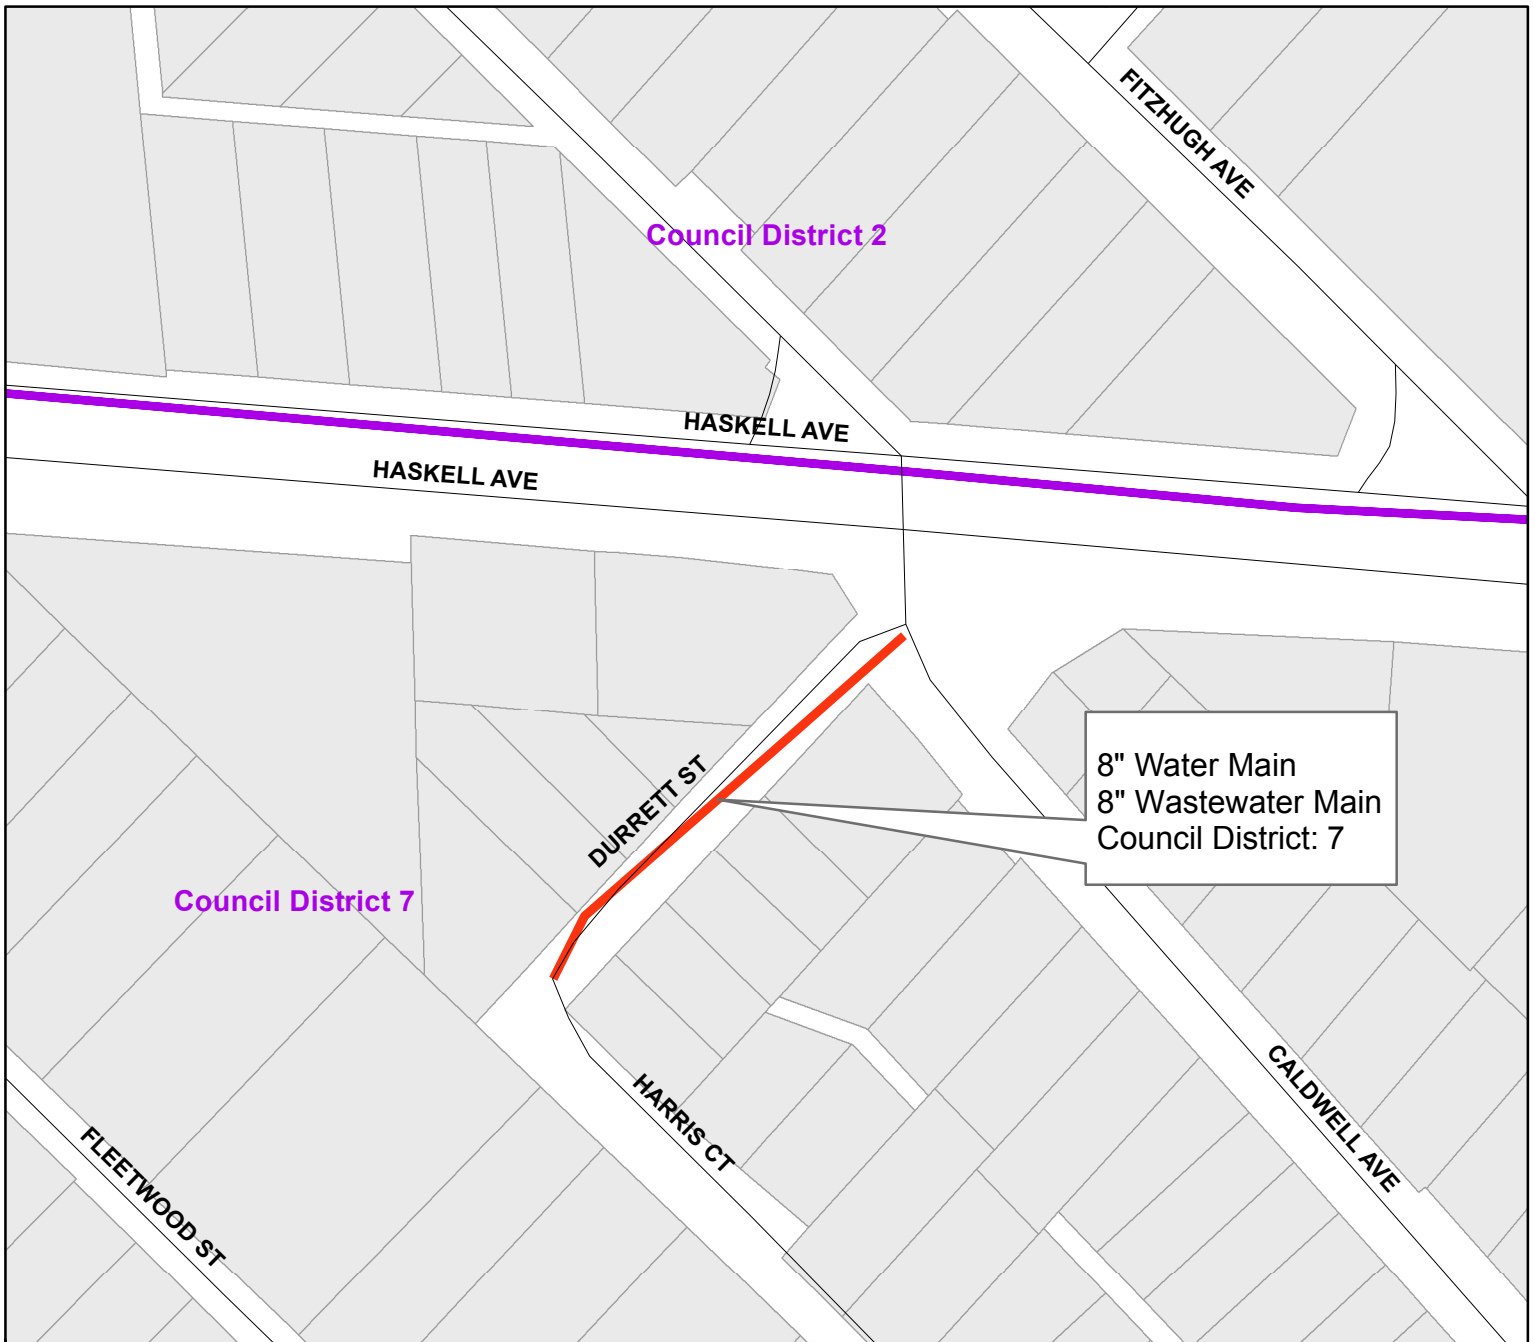 FITZHUGH AVE
Council District 2
HASKELL AVE
HASKELL AVE
DURRETT ST
8" Water Main
8" Wastewater Main
Council District: 7
Council District 7
HARRIS CT
CALDWELL AVE
FLEETWOOD ST